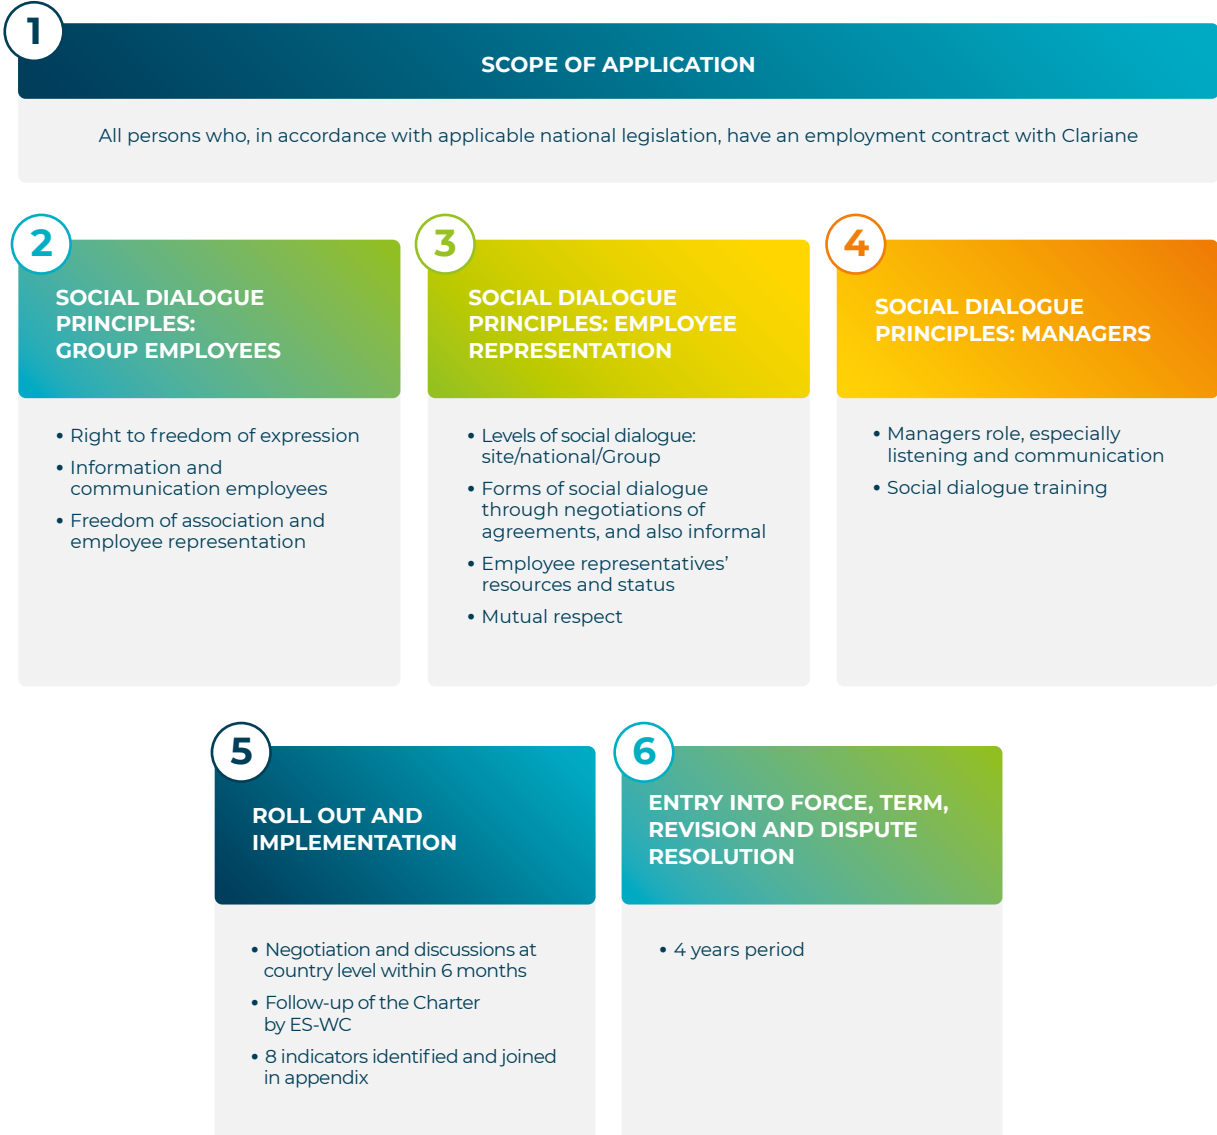 1
SCOPE OF APPLICATION
All persons who, in accordance with applicable national legislation, have an employment contract with Clariane
2
SOCIAL DIALOGUE
PRINCIPLES:
GROUP EMPLOYEES
• Right to freedom of expression
• Information and
communication employees
• Freedom of association and
employee representation
3
SOCIAL DIALOGUE
PRINCIPLES: EMPLOYEE
REPRESENTATION
• Levels of social dialogue:
site/national/Group
• Forms of social dialogue
through negotiations of
agreements, and also informal
• Employee representatives’
resources and status
• Mutual respect
4
SOCIAL DIALOGUE
PRINCIPLES: MANAGERS
• Managers role, especially
listening and communication
• Social dialogue training
5
ROLL OUT AND
IMPLEMENTATION
• Negotiation and discussions at
country level within 6 months
• Follow-up of the Charter
by ES-WC
• 8 indicators identified and joined
in appendix
6
ENTRY INTO FORCE, TERM,
REVISION AND DISPUTE
RESOLUTION
• 4 years period